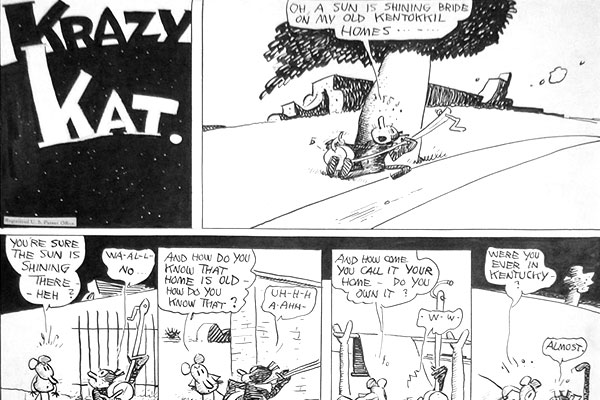 KRAZY
KAT.
Registered U. S. Patent Office
OH, A SUN IS SHINING BRIDE
ON MY OLD KENTOKKIL
HOMES
YOU'RE SURE
THE SUN IS
SHINING
THERE -
- HEH?
WA-AL-L-
NO...
AND HOW DO YOU
KNOW THAT
HOME IS OLD -
HOW DO YOU
KNOW THAT?
UH-H-H
A-AHH-
AND HOW COME
YOU CALL IT YOUR
HOME - DO YOU
OWN IT?
-W-W-
WERE YOU
EVER IN
KENTUCKY-
?
ALMOST.